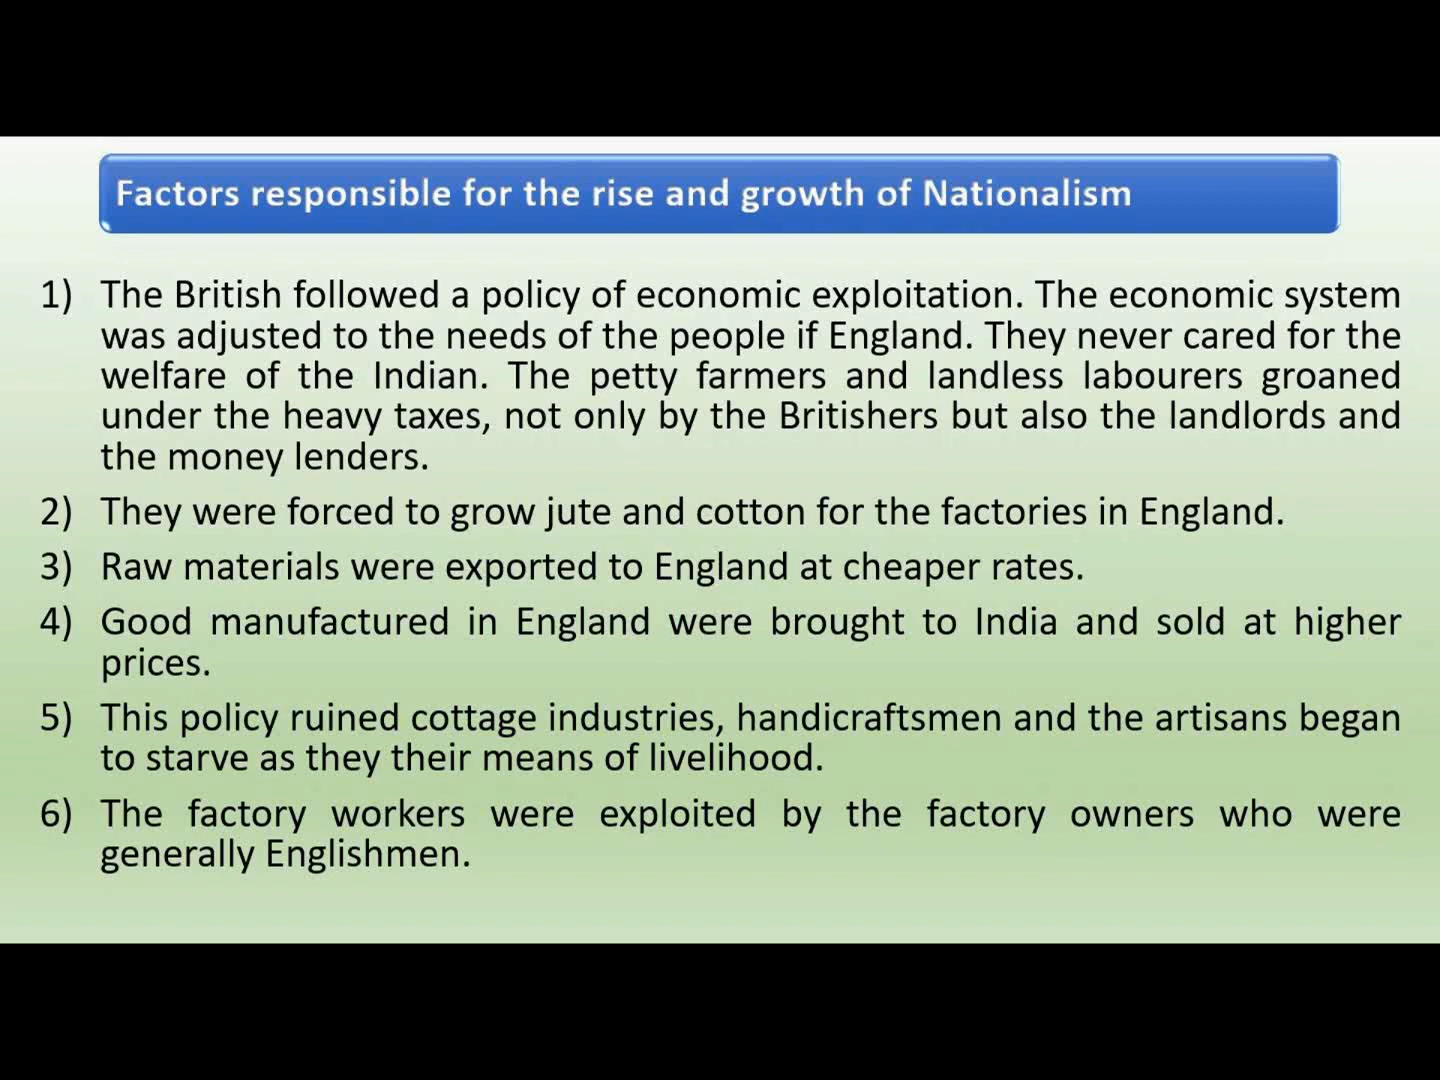 Factors responsible for the rise and growth of Nationalism
1) The British followed a policy of economic exploitation. The economic system
was adjusted to the needs of the people if England. They never cared for the
welfare of the Indian. The petty farmers and landless labourers groaned
under the heavy taxes, not only by the Britishers but also the landlords and
the money lenders.
2) They were forced to grow jute and cotton for the factories in England.
3) Raw materials were exported to England at cheaper rates.
4) Good manufactured in England were brought to India and sold at higher
prices.
5) This policy ruined cottage industries, handicraftsmen and the artisans began
to starve as they their means of livelihood.
6) The factory workers were exploited by the factory owners who were
generally Englishmen.